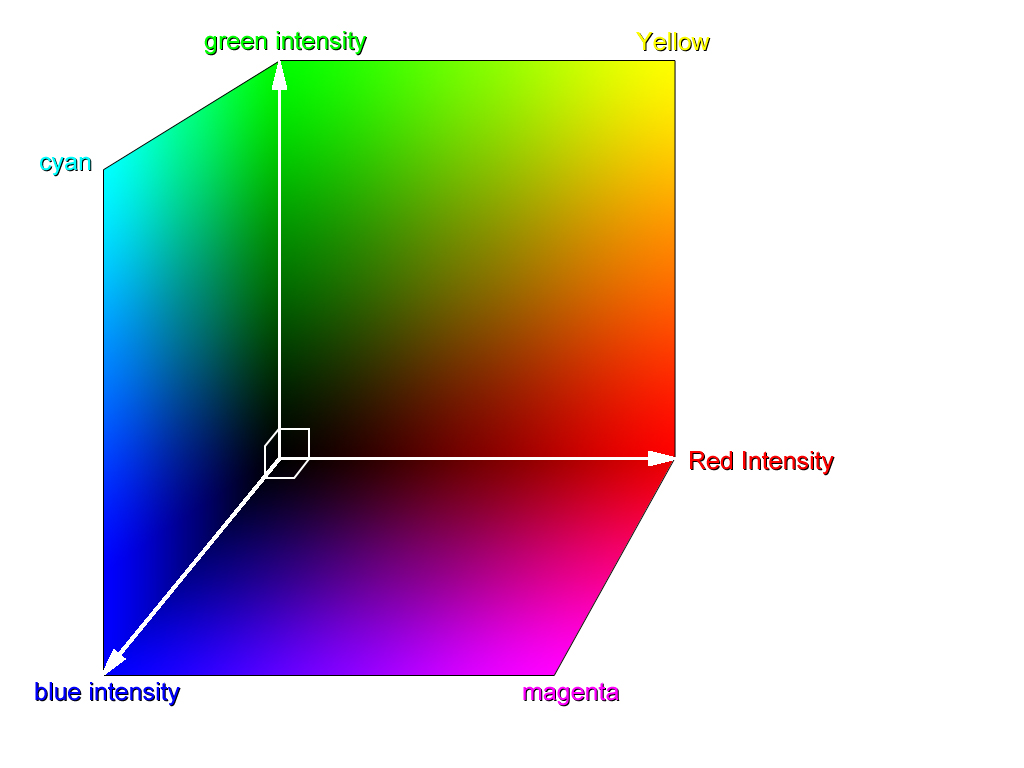 green intensity
Yellow
cyan
Red Intensity
blue intensity
magenta